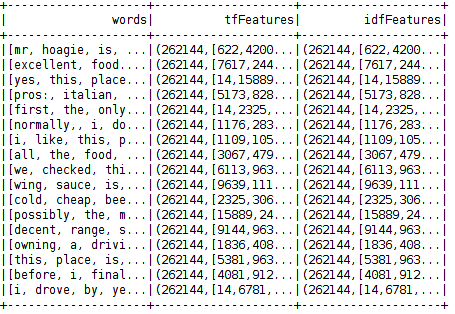 +--------------------+--------------------+--------------------+
|               words|          tfFeatures|         idfFeatures|
+--------------------+--------------------+--------------------+
|[mr, hoagie, is, ...|(262144,[622,4200...|(262144,[622,4200...|
|[excellent, food....|(262144,[7617,244...|(262144,[7617,244...|
|[yes, this, place...|(262144,[14,15889...|(262144,[14,15889...|
|[pros:, italian, ...|(262144,[5173,828...|(262144,[5173,828...|
|[first, the, only...|(262144,[14,2325,...|(262144,[14,2325,...|
|[normally,, i, do...|(262144,[1176,283...|(262144,[1176,283...|
|[i, like, this, p...|(262144,[1109,105...|(262144,[1109,105...|
|[all, the, food, ...|(262144,[3067,479...|(262144,[3067,479...|
|[we, checked, thi...|(262144,[6113,963...|(262144,[6113,963...|
|[wing, sauce, is,...|(262144,[9639,111...|(262144,[9639,111...|
|[cold, cheap, bee...|(262144,[2325,306...|(262144,[2325,306...|
|[possibly, the, m...|(262144,[15889,24...|(262144,[15889,24...|
|[decent, range, s...|(262144,[9144,963...|(262144,[9144,963...|
|[owning, a, drivi...|(262144,[1836,408...|(262144,[1836,408...|
|[this, place, is,...|(262144,[5381,963...|(262144,[5381,963...|
|[before, i, final...|(262144,[4081,912...|(262144,[4081,912...|
|[i, drove, by, ye...|(262144,[14,6781,...|(262144,[14,6781,...|
+--------------------+--------------------+--------------------+